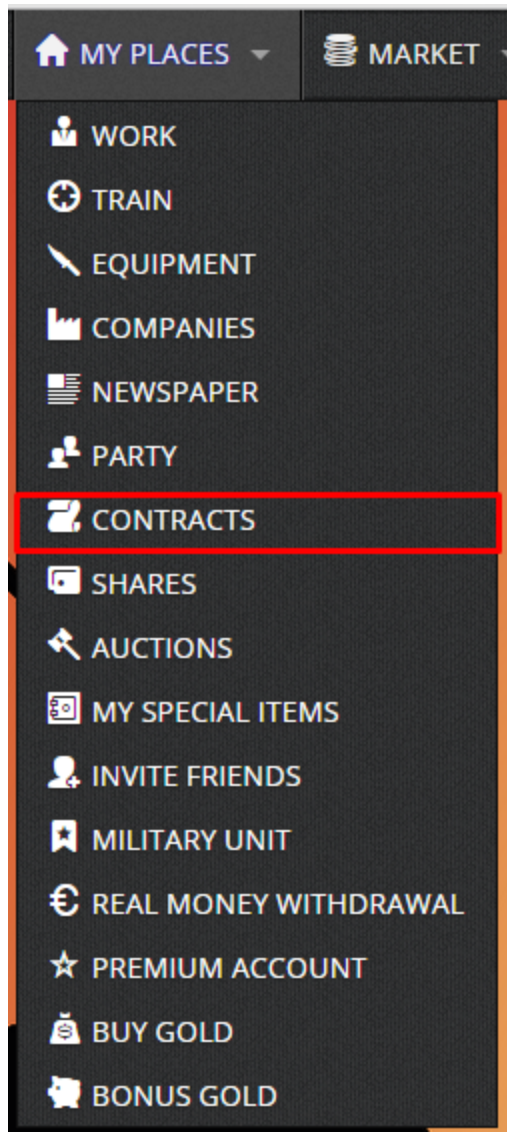 MY PLACES MARKET
WORK
TRAIN
EQUIPMENT
COMPANIES
NEWSPAPER
PARTY
CONTRACTS
SHARES
AUCTIONS
MY SPECIAL ITEMS
INVITE FRIENDS
MILITARY UNIT
REAL MONEY WITHDRAWAL
PREMIUM ACCOUNT
BUY GOLD
BONUS GOLD